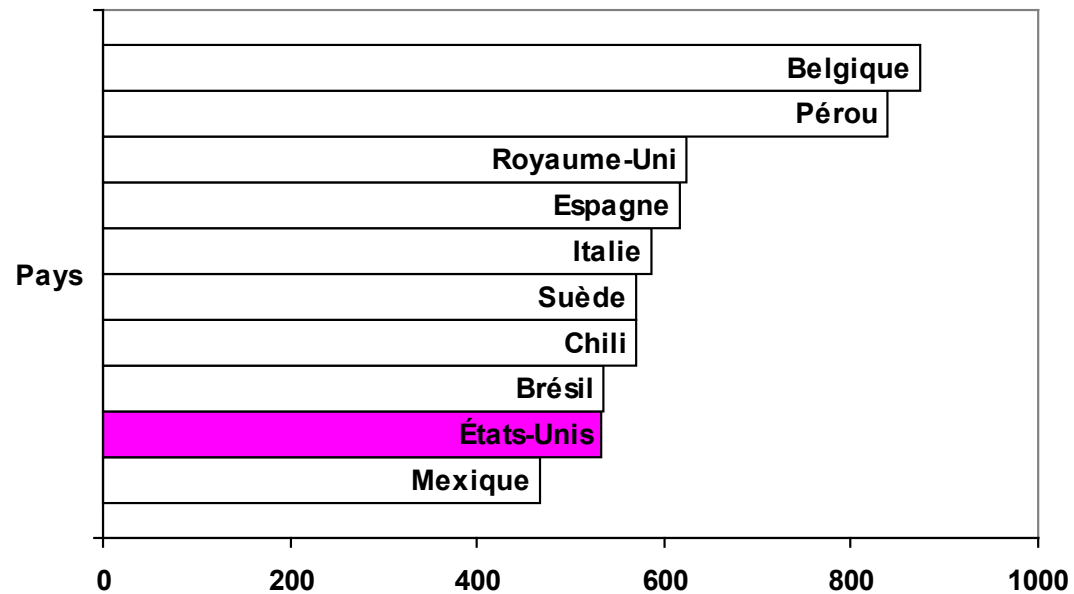 Belgique
Pérou
Royaume-Uni
Espagne
Italie
Pays
Suède
Chili
Brésil
États-Unis
Mexique
0 200 400 600 800 1000